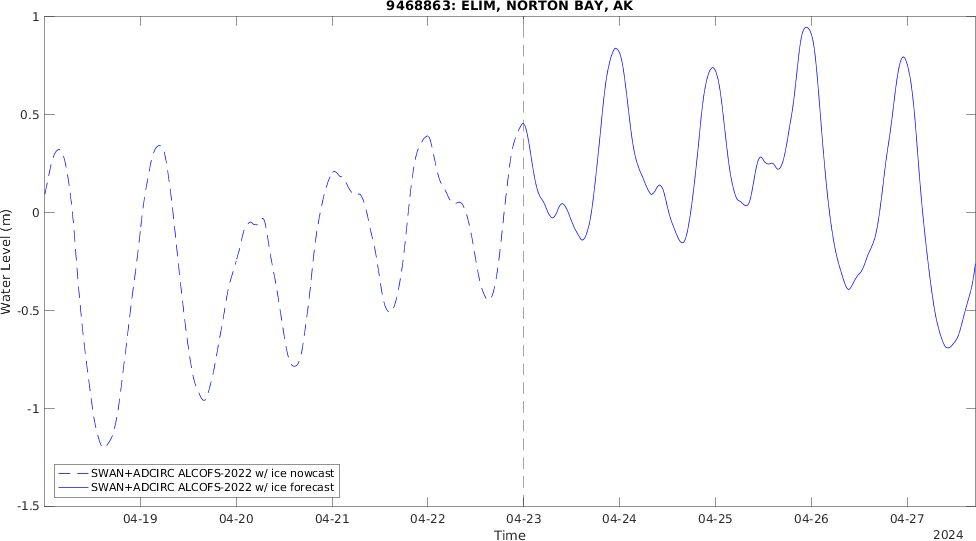 9468863: ELIM, NORTON BAY, AK
1
0.5
0
-0.5
-1
-1.5
Water Level (m)
SWAN+ADCIRC ALCOFS-2022 w/ ice nowcast
SWAN+ADCIRC ALCOFS-2022 w/ ice forecast
04-19 04-20 04-21 04-22 04-23 04-24 04-25 04-26 04-27
Time
2024